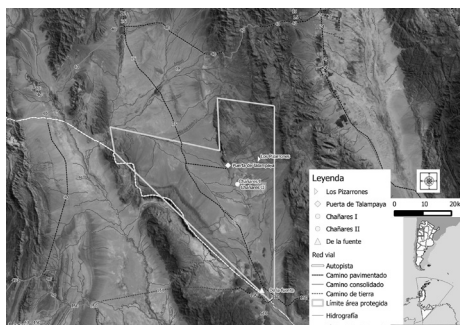 Los Pizarrones
Puerta de Talampaya
Chañares I
Chañares II
De la fuente
Leyenda
Los Pizarrones
Puerta de Talampaya
Chañares I
Chañares II
De la fuente
Red vial
Autopista
Camino pavimentado
Camino consolidado
Camino de tierra
Límite área protegida
Hidrografía
10 0 10 20k